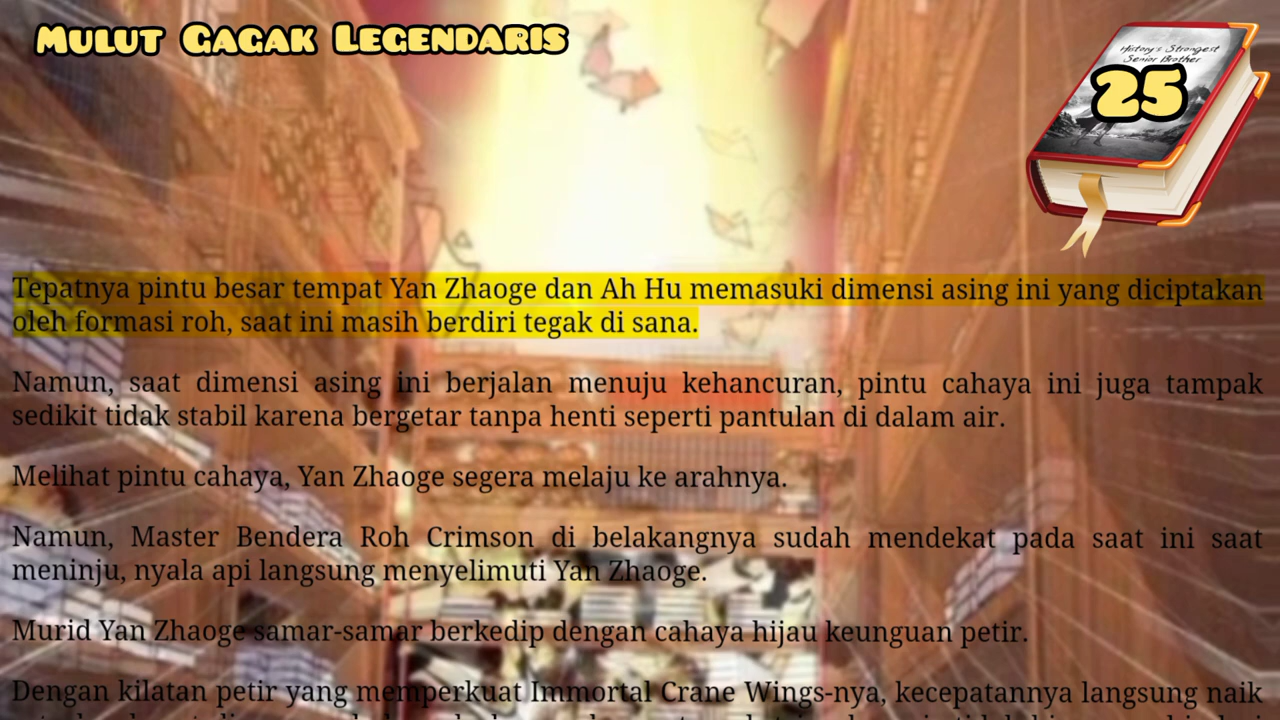 Mulut Gagak Legendaris
History's Strongest
Senior Brother
25
Tepatnya pintu besar tempat Yan Zhaoge dan Ah Hu memasuki dimensi asing ini yang diciptakan
oleh formasi roh, saat ini masih berdiri tegak di sana.
Namun, saat dimensi asing ini berjalan menuju kehancuran, pintu cahaya ini juga tampak
sedikit tidak stabil karena bergetar tanpa henti seperti pantulan di dalam air.
Melihat pintu cahaya, Yan Zhaoge segera melaju ke arahnya.
Namun, Master Bendera Roh Crimson di belakangnya sudah mendekat pada saat ini saat
meninju, nyala api langsung menyelimuti Yan Zhaoge.
Murid Yan Zhaoge samar-samar berkedip dengan cahaya hijau keunguan petir.
Dengan kilatan petir yang memperkuat Immortal Crane Wings-nya, kecepatannya langsung naik